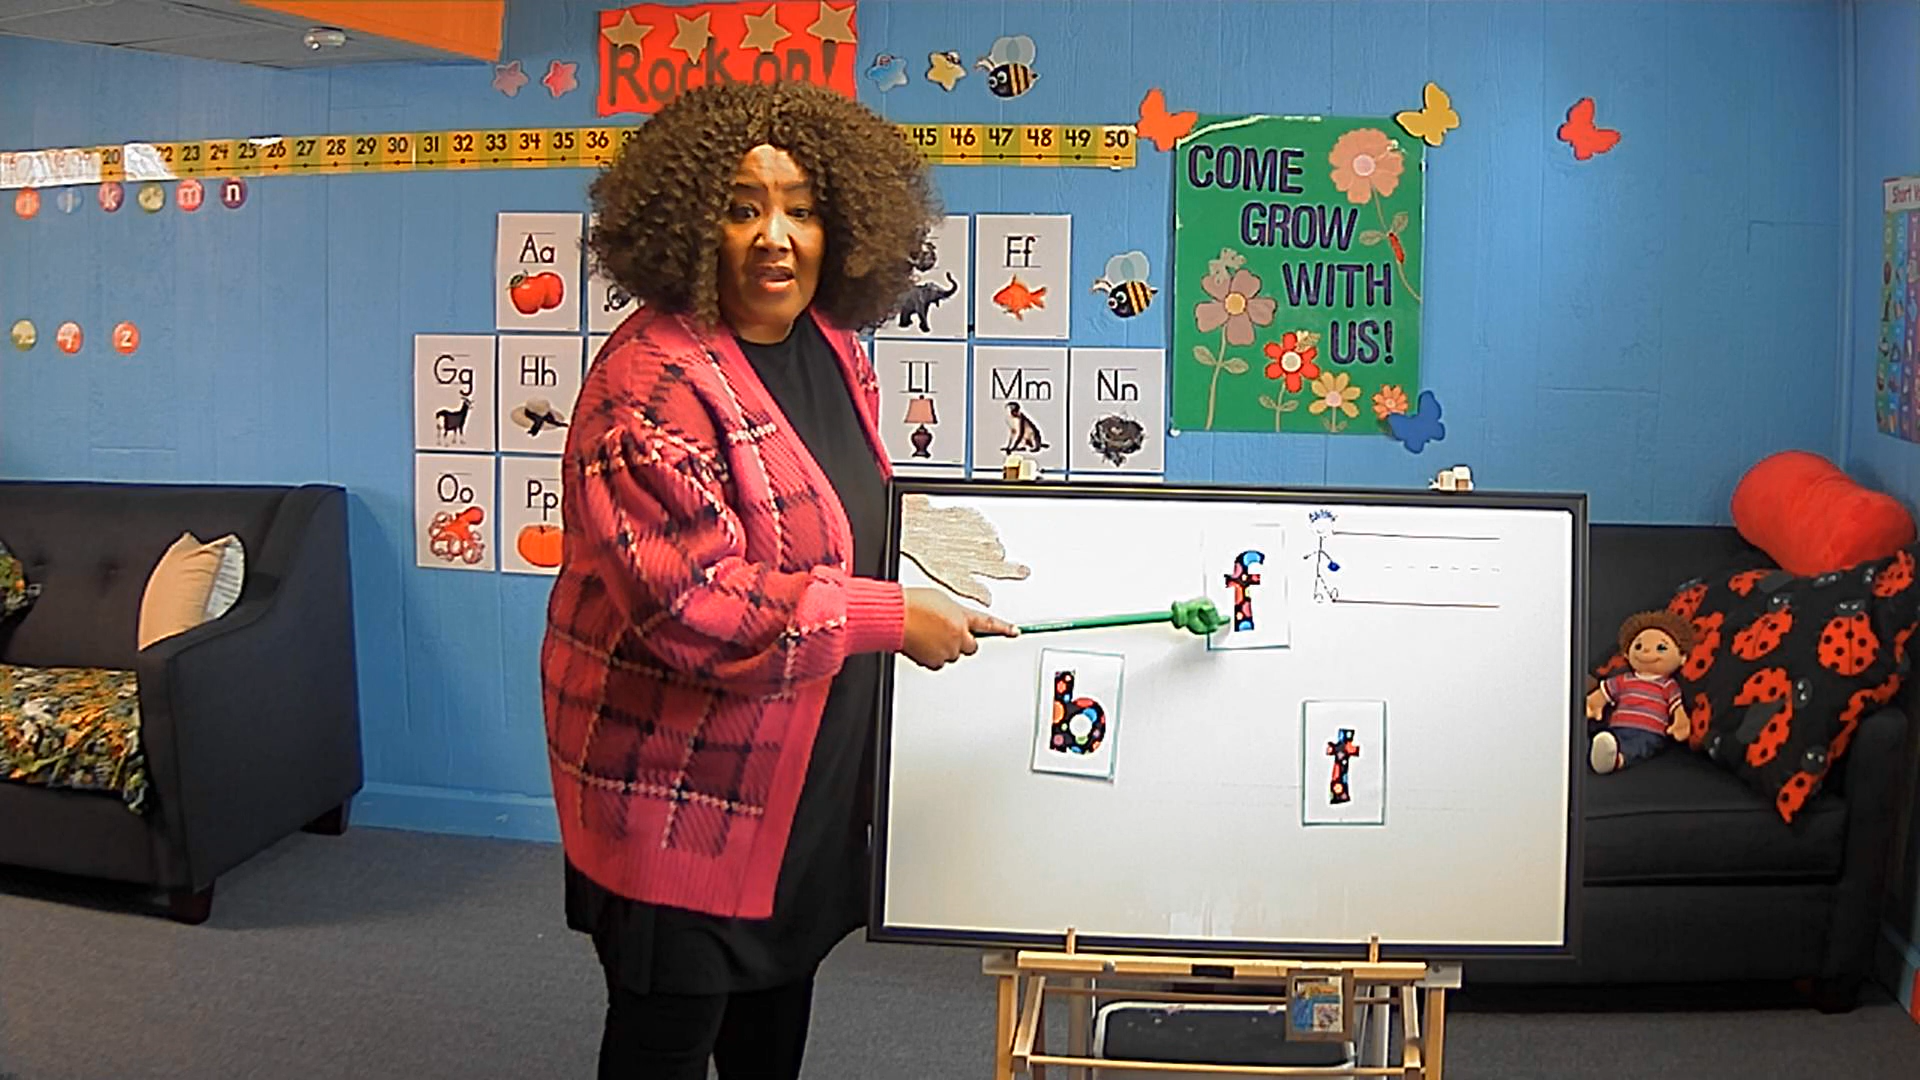 Rock on!
20 22 23 24 25 26 27 28 29 30 31 32 33 34 35 36 45 46 47 48 49 50
k m n
z
COME
GROW
WITH
US!
Aa
Ff
Gg Hh Ll Mm Nn
Oo Pp
f
b
t